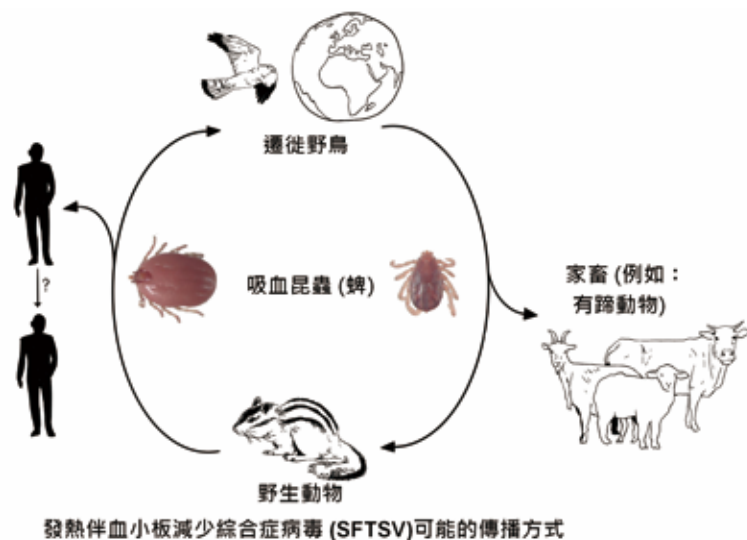 遷徙野鳥
?
吸血昆蟲 (蜱)
家畜 (例如：
有蹄動物)
野生動物
發熱伴血小板減少綜合症病毒 (SFTSV)可能的傳播方式